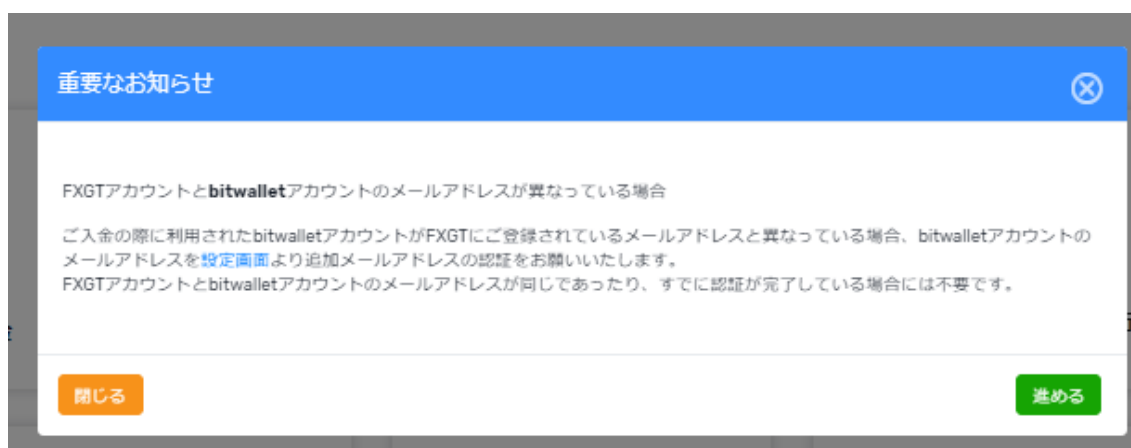 重要なお知らせ
FXGTアカウントとbitwalletアカウントのメールアドレスが異なっている場合
ご入金の際に利用されたbitwalletアカウントがFXGTにご登録されているメールアドレスと異なっている場合、bitwalletアカウントの
メールアドレスを設定画面より追加メールアドレスの認証をお願いいたします。
FXGTアカウントとbitwalletアカウントのメールアドレスが同じであったり、すでに認証が完了している場合には不要です。
閉じる
進める